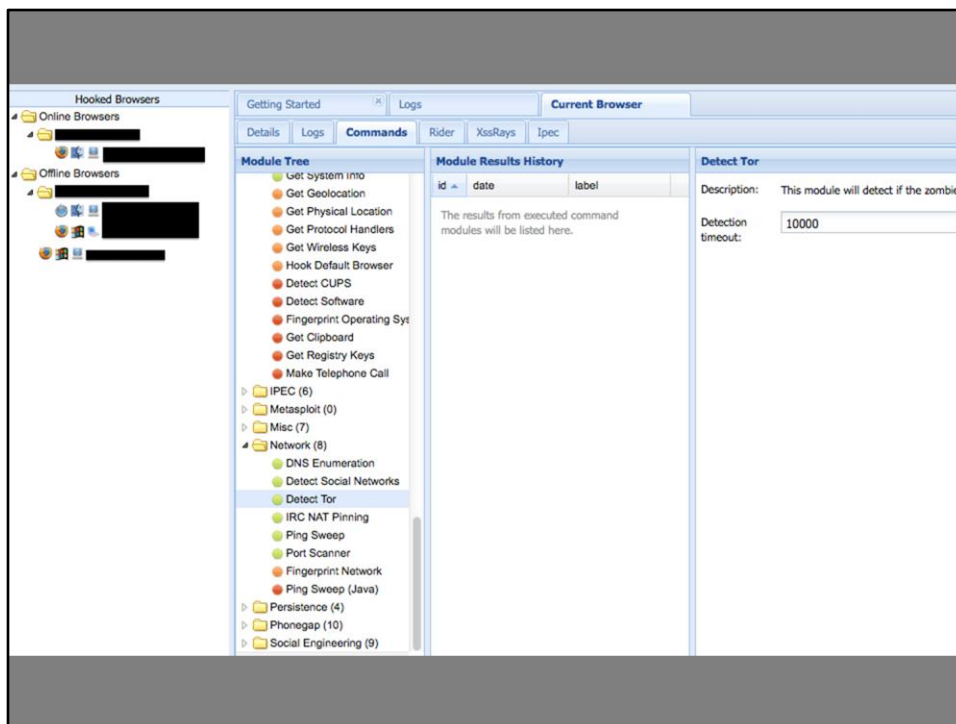 Hooked Browsers
Online Browsers
Offline Browsers
Getting Started
Logs
Current Browser
Details
Logs
Commands
Rider
XssRays
Ipec
Module Tree
Get System Info
Get Geolocation
Get Physical Location
Get Protocol Handlers
Get Wireless Keys
Hook Default Browser
Detect CUPS
Detect Software
Fingerprint Operating Sys
Get Clipboard
Get Registry Keys
Make Telephone Call
IPEC (6)
Metasploit (0)
Misc (7)
Network (8)
DNS Enumeration
Detect Social Networks
Detect Tor
IRC NAT Pinning
Ping Sweep
Port Scanner
Fingerprint Network
Ping Sweep (Java)
Persistence (4)
Phonegap (10)
Social Engineering (9)
Module Results History
id date label
The results from executed command
modules will be listed here.
Detect Tor
Description: This module will detect if the zombie
Detection
timeout:
10000